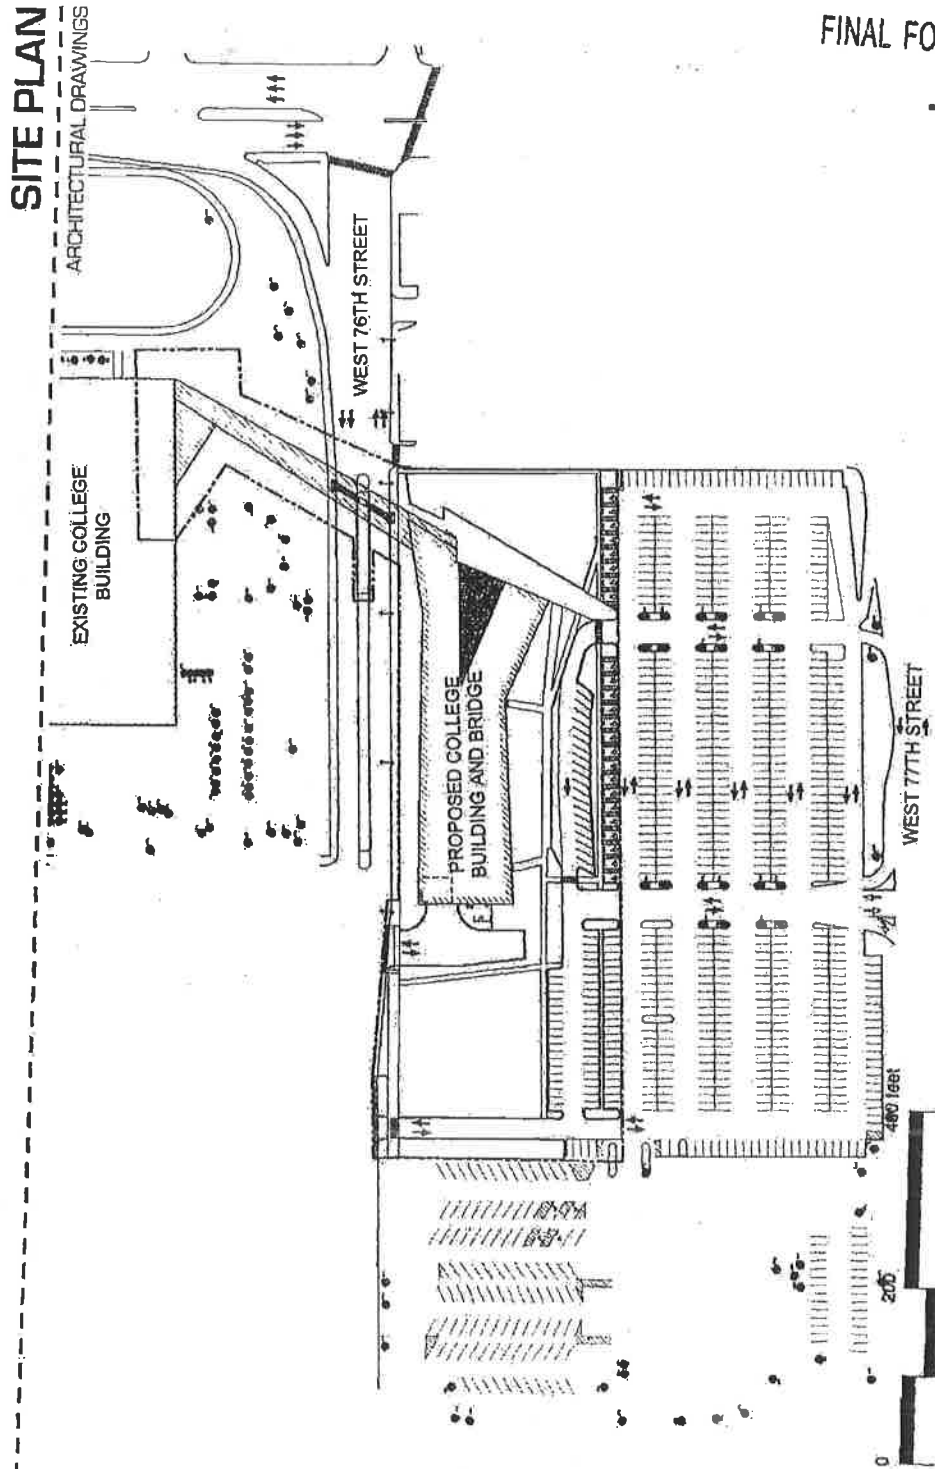 FINAL FO
SITE PLAN
ARCHITECTURAL DRAWINGS
EXISTING COLLEGE
BUILDING
WEST 76TH STREET
PROPOSED COLLEGE
BUILDING AND BRIDGE
WEST 77TH STREET
0
200
400 feet